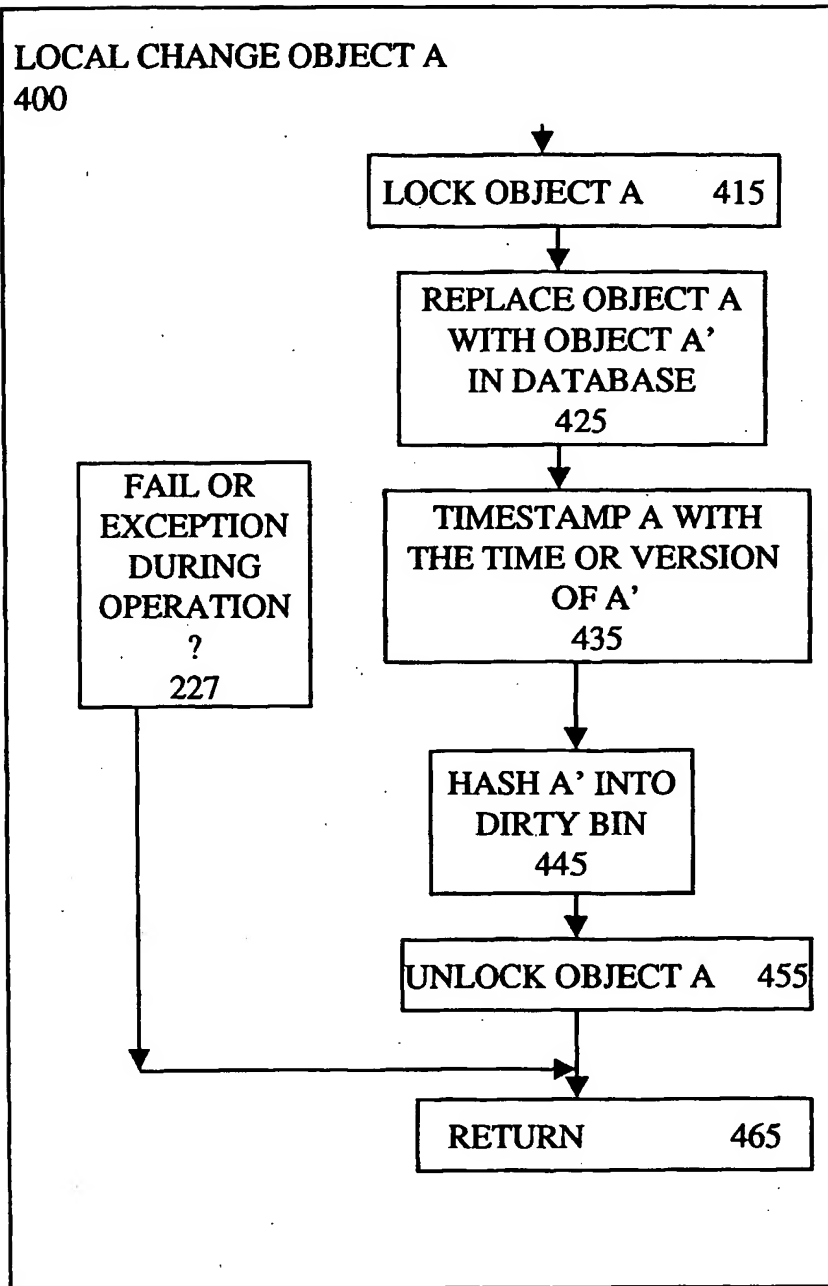 LOCAL CHANGE OBJECT A
400
LOCK OBJECT A 415
REPLACE OBJECT A
WITH OBJECT A'
IN DATABASE
425
FAIL OR
EXCEPTION
DURING
OPERATION
?
227
TIMESTAMP A WITH
THE TIME OR VERSION
OF A'
435
HASH A' INTO
DIRTY BIN
445
UNLOCK OBJECT A 455
RETURN 465